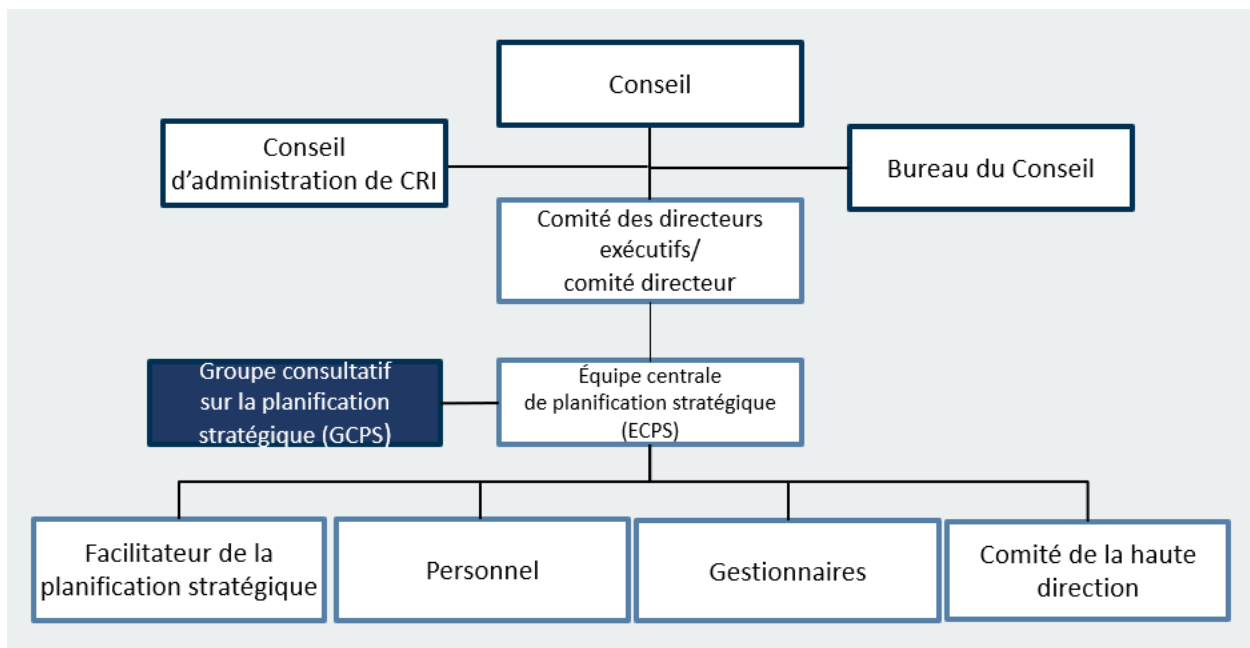 Conseil
Conseil
d’administration de CRI
Bureau du Conseil
Comité des directeurs
exécutifs/
comité directeur
Groupe consultatif
sur la planification
stratégique (GCPS)
Équipe centrale
de planification stratégique
(ECPS)
Facilitateur de la
planification stratégique
Personnel
Gestionnaires
Comité de la haute
direction